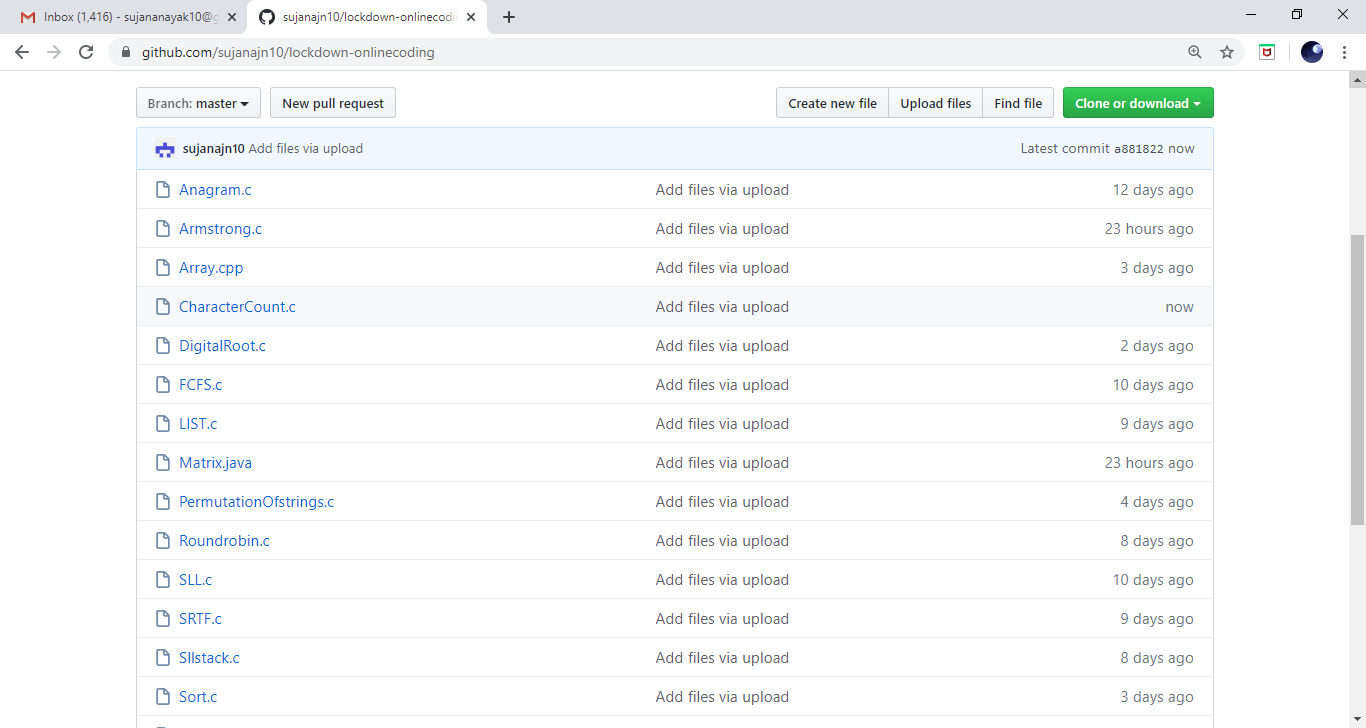 Inbox (1,416) - sujananayak10@g
sujanajn10/lockdown-onlinecodin
github.com/sujanajn10/lockdown-onlinecoding
Branch: master
New pull request
Create new file
Upload files
Find file
Clone or download
sujanajn10 Add files via upload
Latest commit a881822 now
Anagram.c Add files via upload 12 days ago
Armstrong.c Add files via upload 23 hours ago
Array.cpp Add files via upload 3 days ago
CharacterCount.c Add files via upload now
DigitalRoot.c Add files via upload 2 days ago
FCFS.c Add files via upload 10 days ago
LIST.c Add files via upload 9 days ago
Matrix.java Add files via upload 23 hours ago
PermutationOfstrings.c Add files via upload 4 days ago
Roundrobin.c Add files via upload 8 days ago
SLL.c Add files via upload 10 days ago
SRTF.c Add files via upload 9 days ago
Sllstack.c Add files via upload 8 days ago
Sort.c Add files via upload 3 days ago